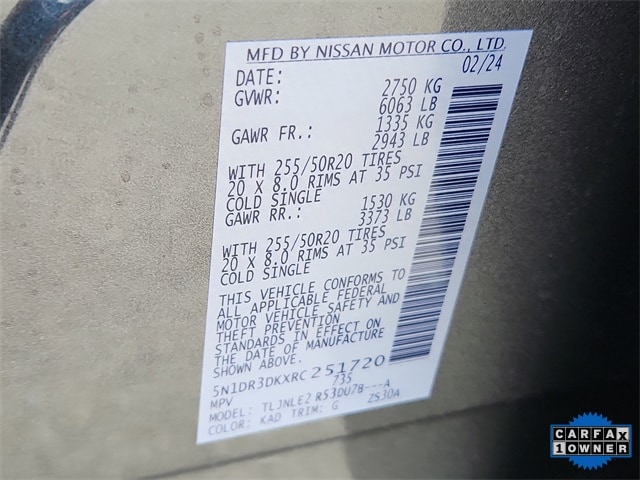 MFD BY NISSAN MOTOR CO., LTD.
DATE: 02/24
GVWR: 2750 KG
6063 LB
GAWR FR.: 1335 KG
2943 LB
WITH 255/50R20 TIRES
20 X 8.0 RIMS AT 35 PSI
COLD SINGLE
GAWR RR.: 1530 KG
3373 LB
WITH 255/50R20 TIRES
20 X 8.0 RIMS AT 35 PSI
COLD SINGLE
THIS VEHICLE CONFORMS TO
ALL APPLICABLE FEDERAL
MOTOR VEHICLE SAFETY AND
THEFT PREVENTION
STANDARDS IN EFFECT ON
THE DATE OF MANUFACTURE
SHOWN ABOVE.
5N1DR3DKXRC251720
MPV 735
MODEL: TLJNLE2 R53DU7B---A
COLOR: KAD TRIM: G ZS30A
CARFAX
1 OWNER